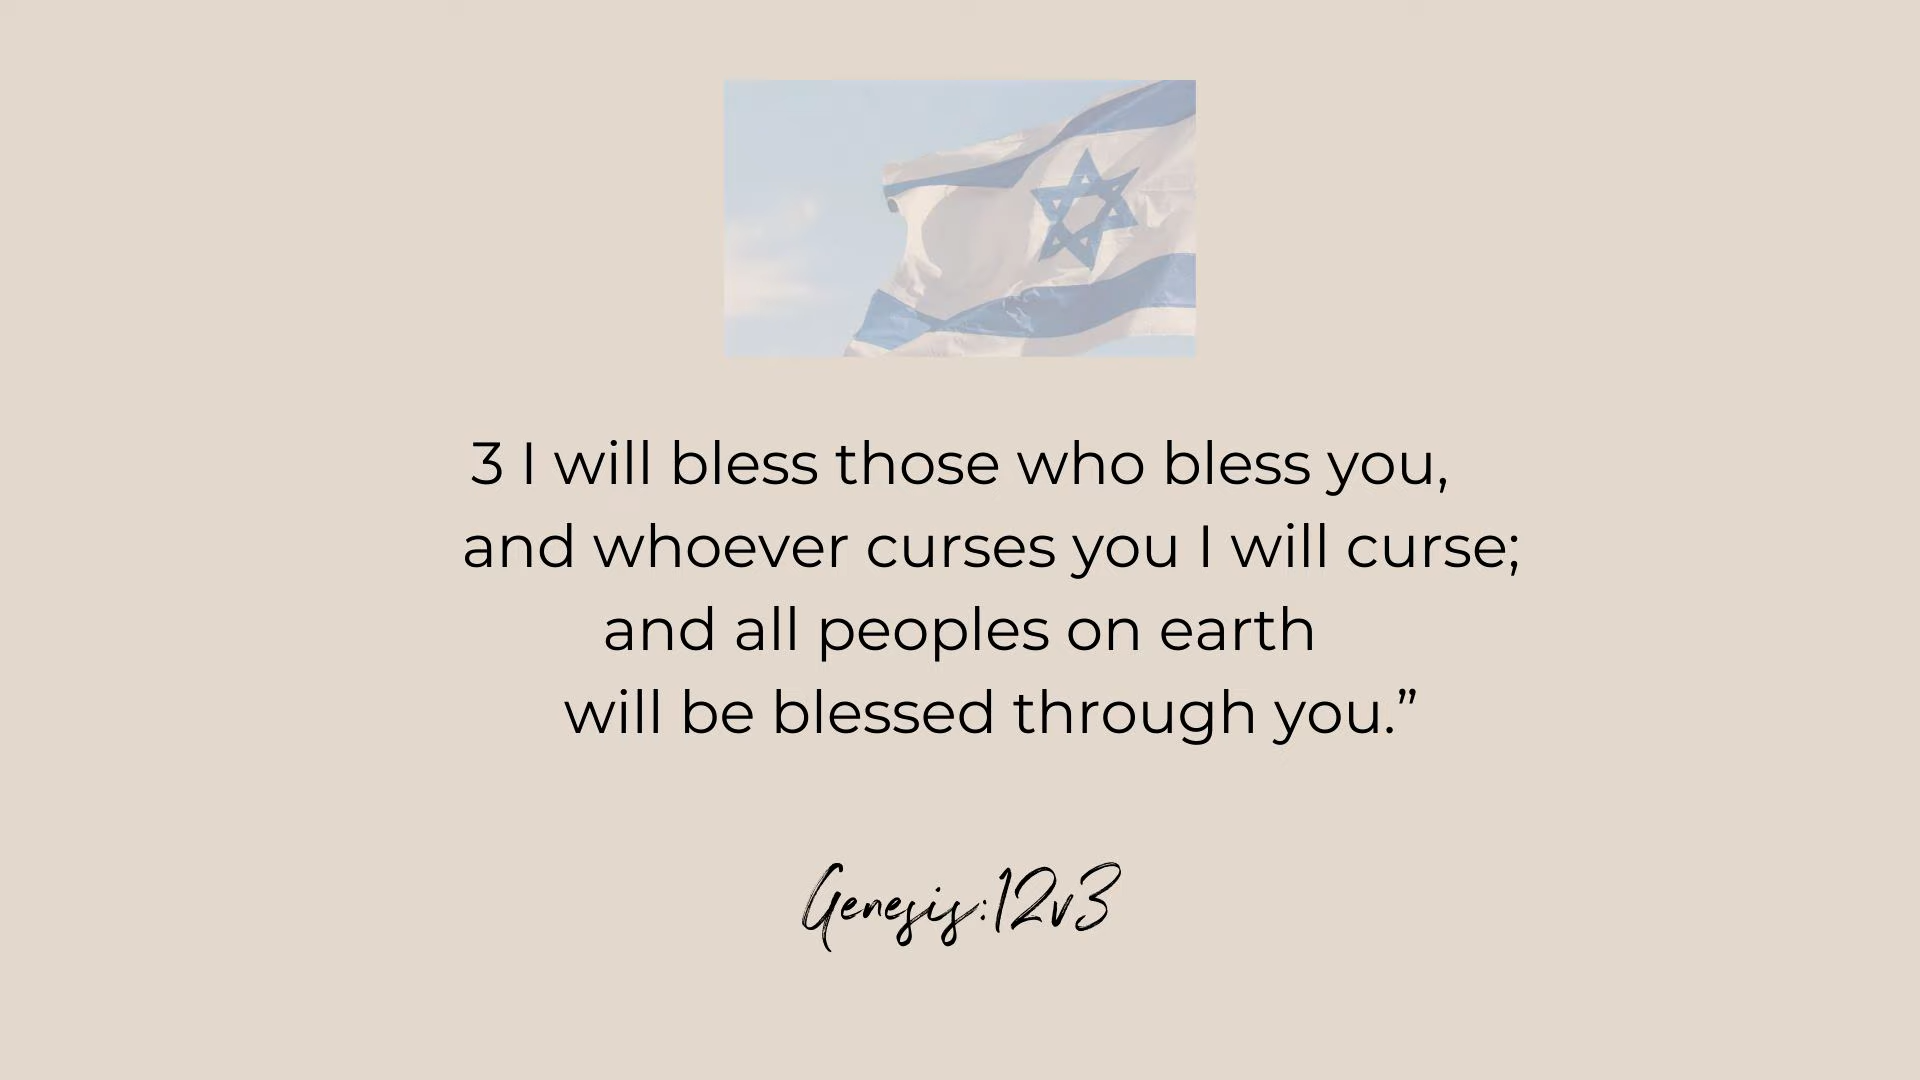 3 I will bless those who bless you,
and whoever curses you I will curse;
and all peoples on earth
will be blessed through you.”
Genesis:12v3